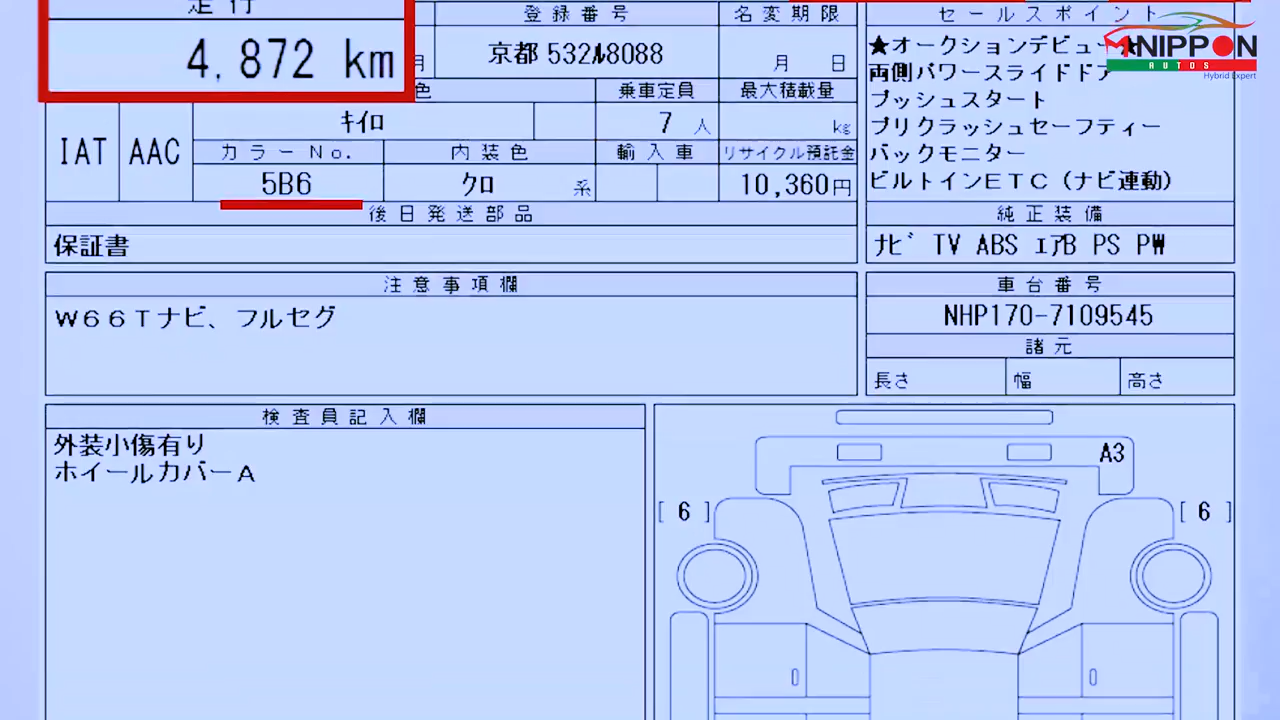 走行
4,872 km
登録番号
名変期限
セールスポイント
京都 532ﾙ8088
月
月 日
★オークションデビュー★
両側パワースライドドア
プッシュスタート
プリクラッシュセーフティー
バックモニター
ビルトインETC(ナビ連動)
NIPPON
AUTOS
Hybrid Expert
色
乗車定員
最大積載量
IAT
AAC
ｷｲﾛ
7 人
kg
カラーNo.
内装色
輸入車
リサイクル預託金
5B6
ｸﾛ 系
10,360円
後日発送部品
純正装備
保証書
ﾅﾋﾞ TV ABS ｴｱB PS PW
注意事項欄
車台番号
W66Tナビ、フルセグ
NHP170-7109545
諸元
長さ
幅
高さ
検査員記入欄
外装小傷有り
ホイールカバーA
A3
[ 6 ]
[ 6 ]